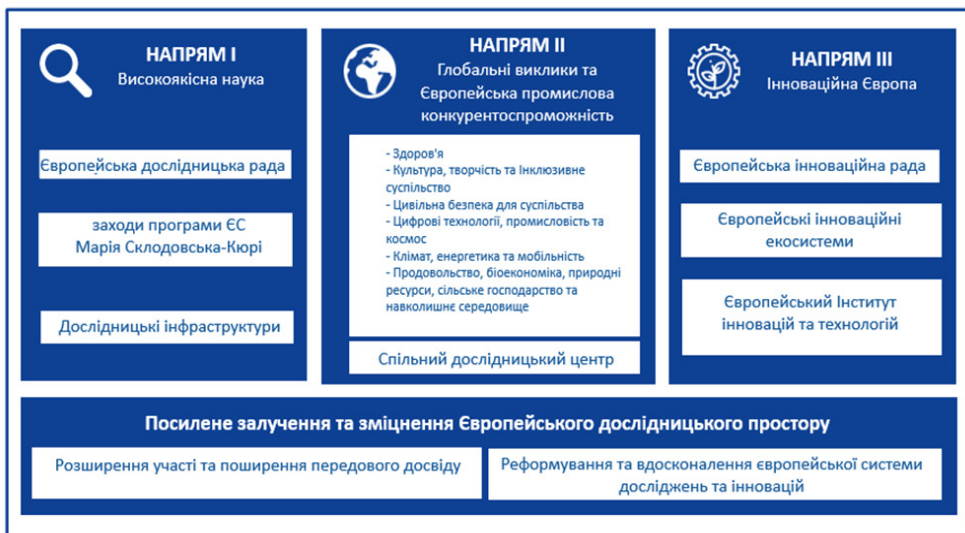 НАПРЯМ І
Високоякісна наука
Європейська дослідницька рада
заходи програми ЄС
Марія Склодовська-Кюрі
Дослідницькі інфраструктури
НАПРЯМ ІІ
Глобальні виклики та
Європейська промислова
конкурентоспроможність
- Здоров'я
- Культура, творчість та Інклюзивне
суспільство
- Цивільна безпека для суспільства
- Цифрові технології, промисловість та
космос
- Клімат, енергетика та мобільність
- Продовольство, біоекономіка, природні
ресурси, сільське господарство та
навколишнє середовище
Спільний дослідницький центр
НАПРЯМ ІІІ
Інноваційна Європа
Європейська інноваційна рада
Європейські інноваційні
екосистеми
Європейський Інститут
інновацій та технологій
Посилене залучення та зміцнення Європейського дослідницького простору
Розширення участі та поширення передового досвіду
Реформування та вдосконалення європейської системи
досліджень та інновацій